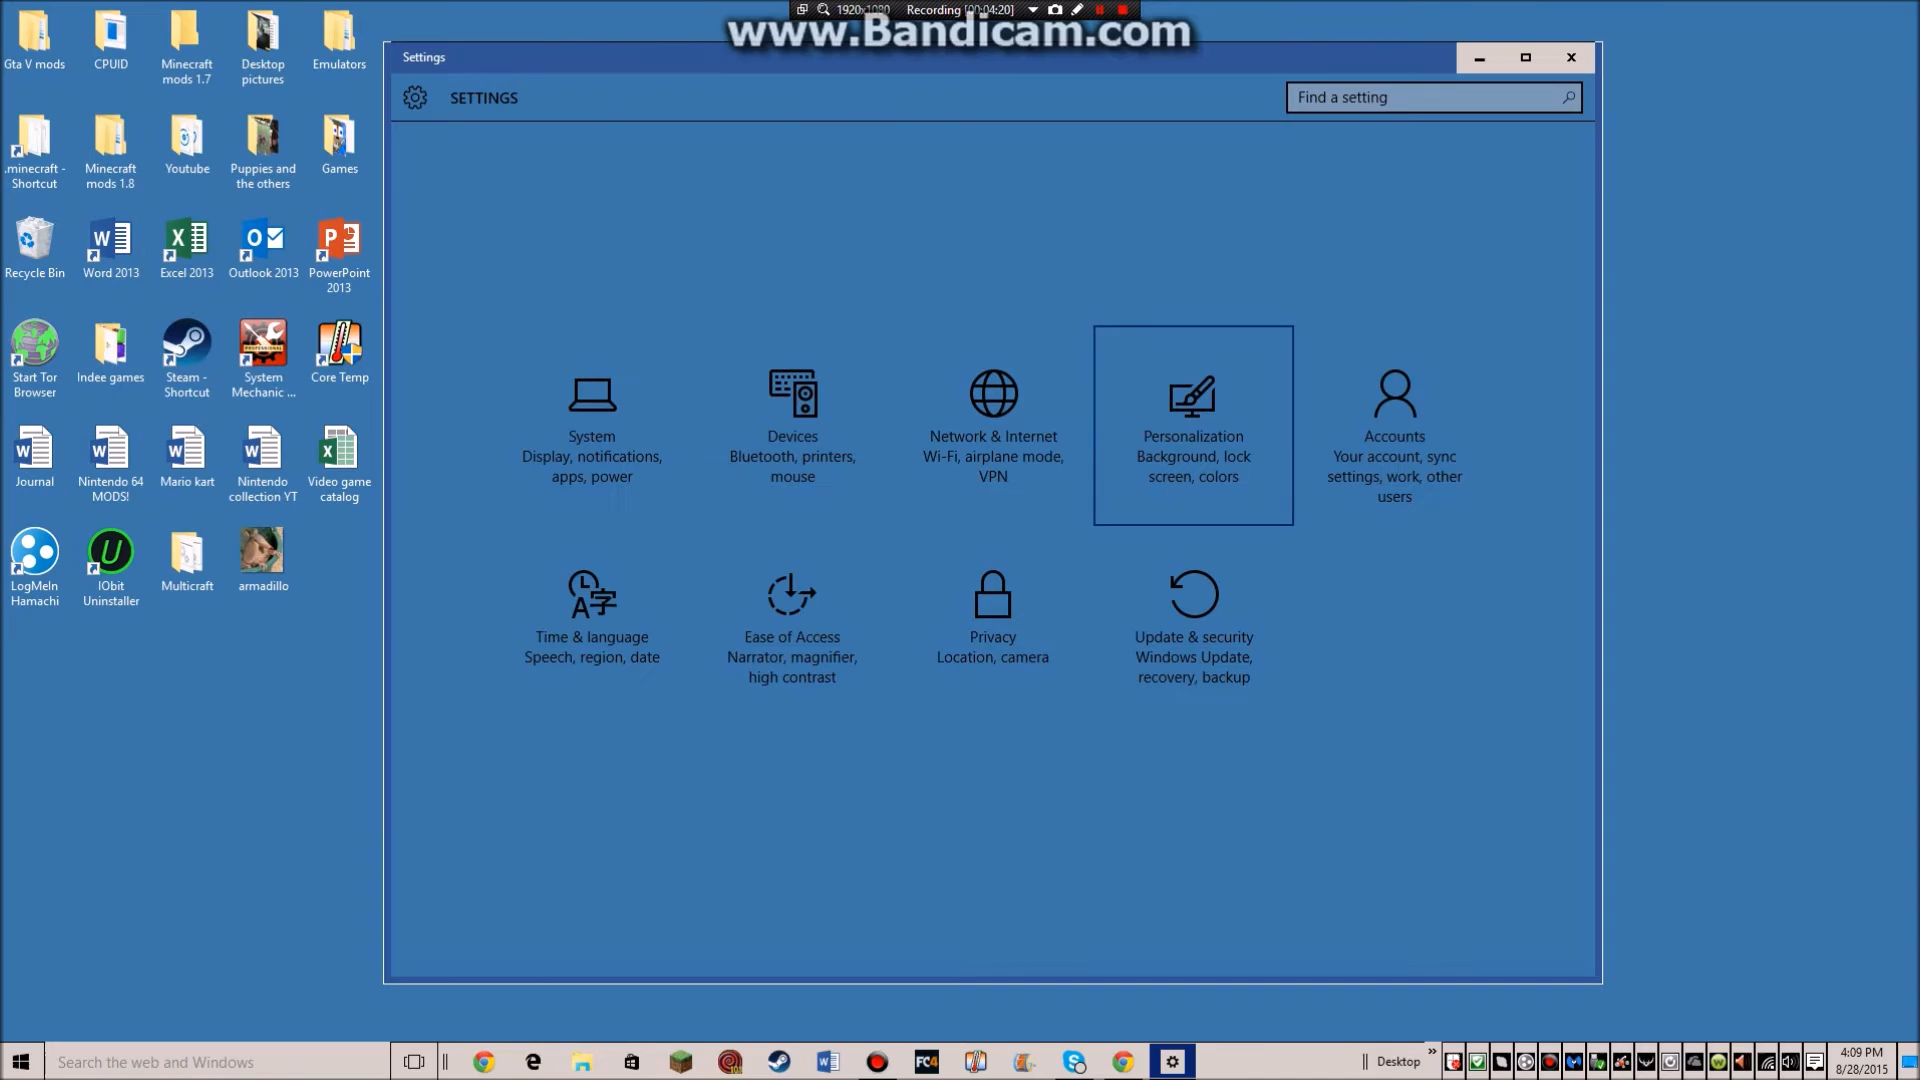 1920x1080 Recording [00:04:20]
www.Bandicam.com
Gta V mods
CPUID
Minecraft
mods 1.7
Desktop
pictures
Emulators
.minecraft -
Shortcut
Minecraft
mods 1.8
Youtube
Puppies and
the others
Games
Recycle Bin
Word 2013
Excel 2013
Outlook 2013
PowerPoint
2013
Start Tor
Browser
Indee games
Steam -
Shortcut
System
Mechanic ...
Core Temp
Journal
Nintendo 64
MODS!
Mario kart
Nintendo
collection YT
Video game
catalog
LogMeIn
Hamachi
IObit
Uninstaller
Multicraft
armadillo
Settings
SETTINGS
Find a setting
System
Display, notifications,
apps, power
Devices
Bluetooth, printers,
mouse
Network & Internet
Wi-Fi, airplane mode,
VPN
Personalization
Background, lock
screen, colors
Accounts
Your account, sync
settings, work, other
users
Time & language
Speech, region, date
Ease of Access
Narrator, magnifier,
high contrast
Privacy
Location, camera
Update & security
Windows Update,
recovery, backup
Search the web and Windows
FC4
Desktop
4:09 PM
8/28/2015